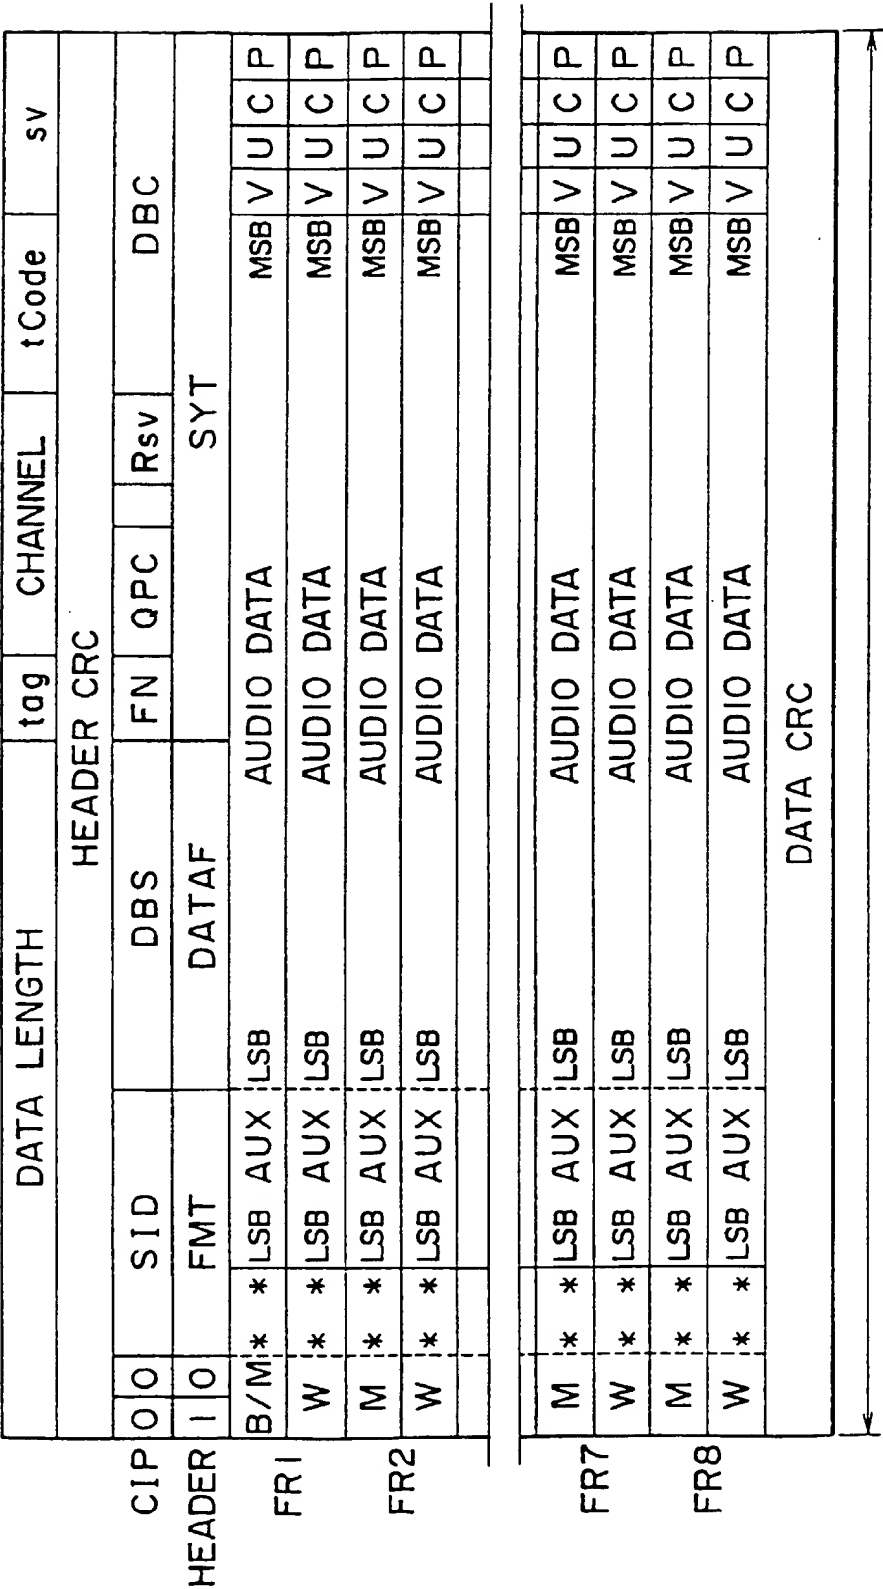 DATA LENGTH tag CHANNEL tCode sv
HEADER CRC
CIP 0 0 SID DBS FN QPC Rsv DBC
HEADER 1 0 FMT DATAF SYT
FR1 B/M * * LSB AUX LSB AUDIO DATA MSB V U C P
W * * LSB AUX LSB AUDIO DATA MSB V U C P
FR2 M * * LSB AUX LSB AUDIO DATA MSB V U C P
W * * LSB AUX LSB AUDIO DATA MSB V U C P
FR7 M * * LSB AUX LSB AUDIO DATA MSB V U C P
W * * LSB AUX LSB AUDIO DATA MSB V U C P
FR8 M * * LSB AUX LSB AUDIO DATA MSB V U C P
W * * LSB AUX LSB AUDIO DATA MSB V U C P
DATA CRC